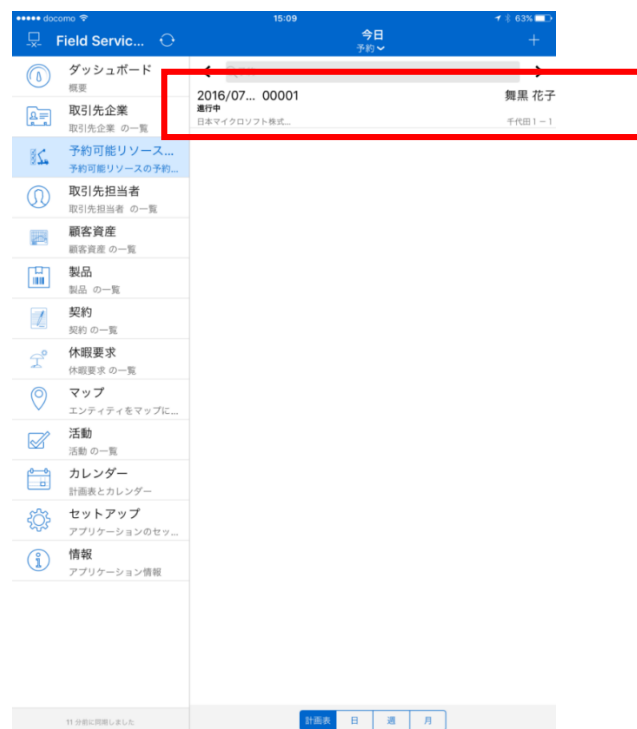 docomo 15:09 63%
Field Servic... 今日
予約
ダッシュボード
概要
取引先企業
取引先企業 の一覧
2016/07... 00001 舞黒 花子
進行中
日本マイクロソフト株式... 千代田1-1
予約可能リソース...
予約可能リソースの予約...
取引先担当者
取引先担当者 の一覧
顧客資産
顧客資産 の一覧
製品
製品 の一覧
契約
契約 の一覧
休暇要求
休暇要求 の一覧
マップ
エンティティをマップに...
活動
活動 の一覧
カレンダー
計画表とカレンダー
セットアップ
アプリケーションのセッ...
情報
アプリケーション情報
11 分前に同期しました 計画表 日 週 月